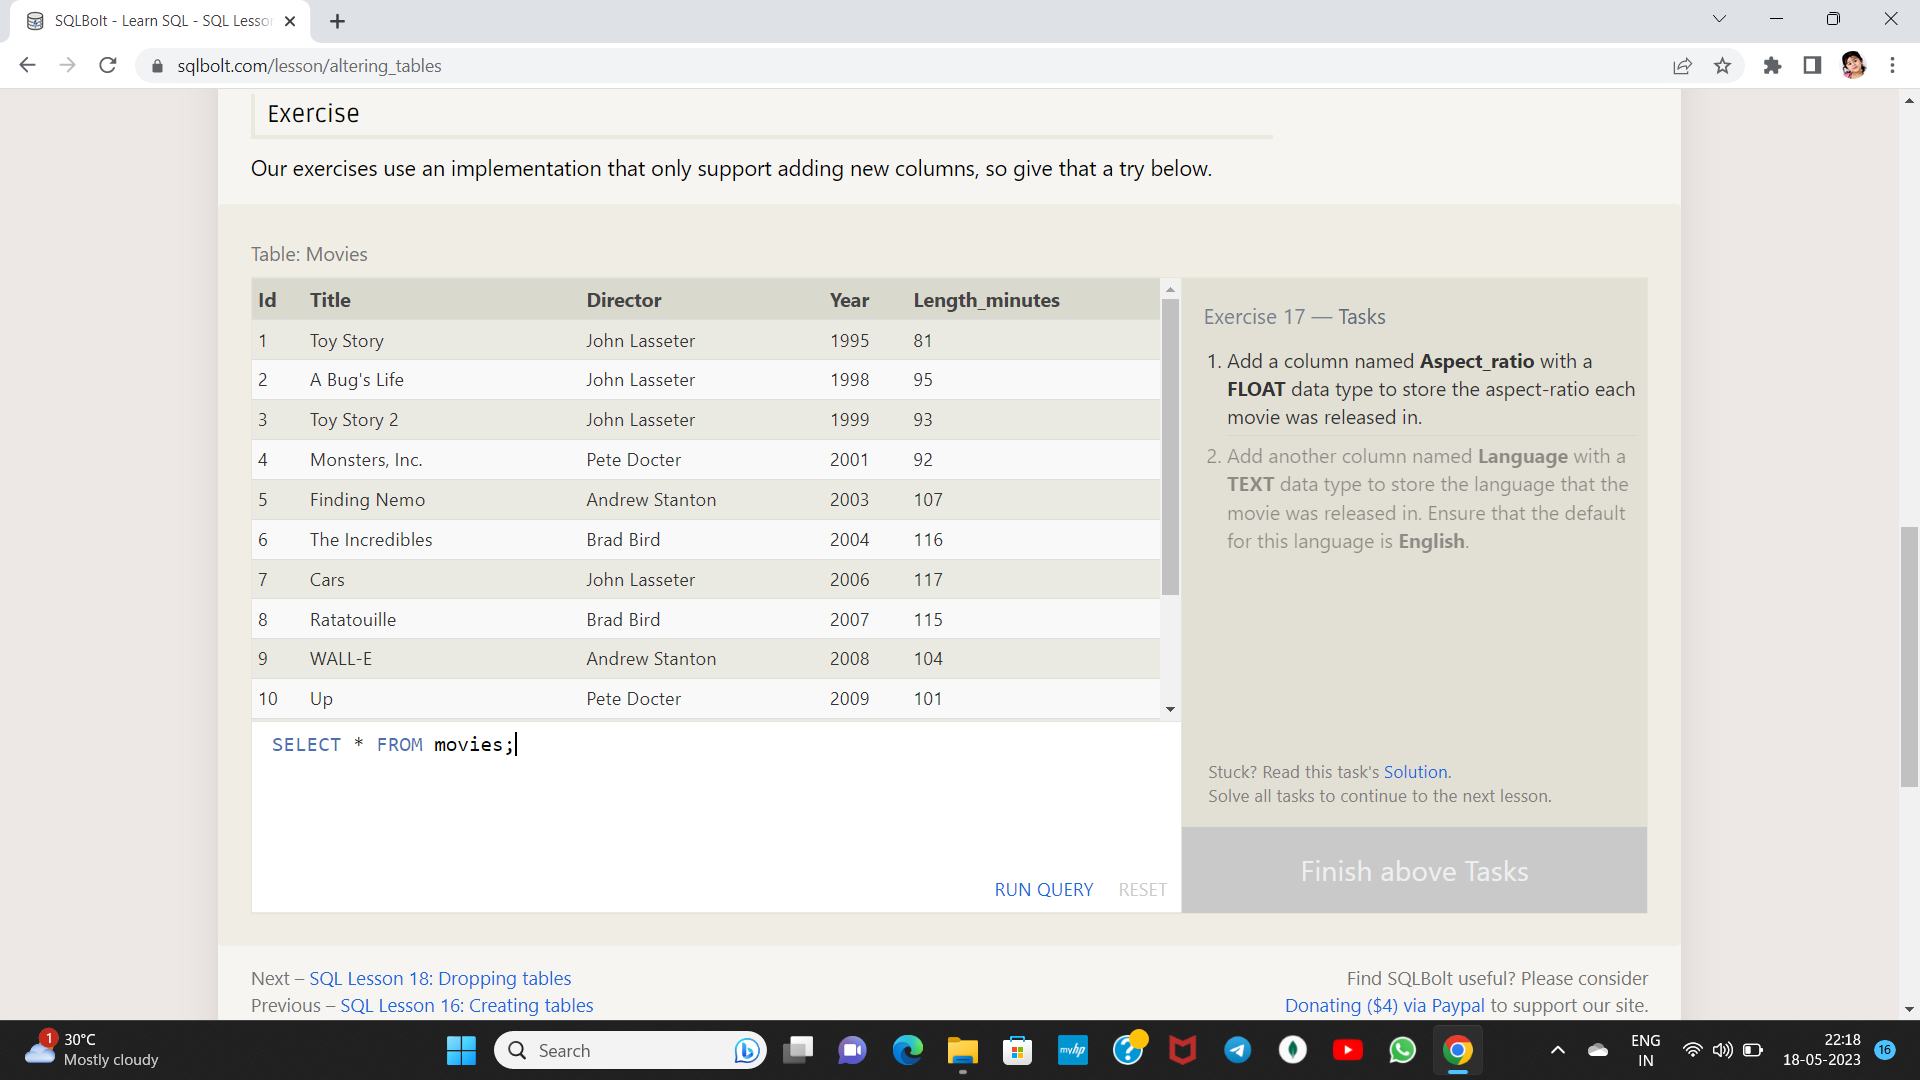 SQLBolt - Learn SQL - SQL Lesso
sqlbolt.com/lesson/altering_tables
Exercise
Our exercises use an implementation that only support adding new columns, so give that a try below.
Table: Movies
Id Title Director Year Length_minutes
1 Toy Story John Lasseter 1995 81
2 A Bug's Life John Lasseter 1998 95
3 Toy Story 2 John Lasseter 1999 93
4 Monsters, Inc. Pete Docter 2001 92
5 Finding Nemo Andrew Stanton 2003 107
6 The Incredibles Brad Bird 2004 116
7 Cars John Lasseter 2006 117
8 Ratatouille Brad Bird 2007 115
9 WALL-E Andrew Stanton 2008 104
10 Up Pete Docter 2009 101
SELECT * FROM movies;
RUN QUERY RESET
Exercise 17 — Tasks
1. Add a column named Aspect_ratio with a
FLOAT data type to store the aspect-ratio each
movie was released in.
2. Add another column named Language with a
TEXT data type to store the language that the
movie was released in. Ensure that the default
for this language is English.
Stuck? Read this task's Solution.
Solve all tasks to continue to the next lesson.
Finish above Tasks
Next – SQL Lesson 18: Dropping tables
Previous – SQL Lesson 16: Creating tables
Find SQLBolt useful? Please consider
Donating ($4) via Paypal to support our site.
1
30°C
Mostly cloudy
Search
myhp
ENG
IN
22:18
18-05-2023
16